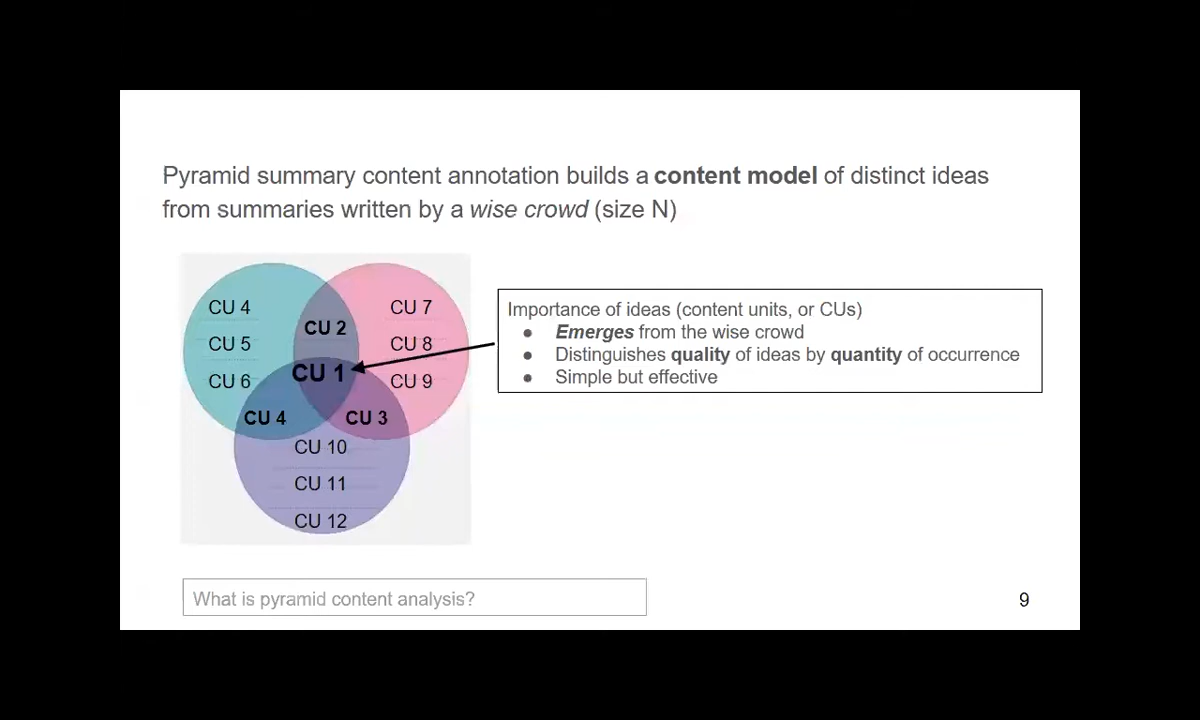 Pyramid summary content annotation builds a content model of distinct ideas
from summaries written by a wise crowd (size N)
CU 4
CU 5
CU 6
CU 2
CU 7
CU 8
CU 9
CU 1
CU 4
CU 3
CU 10
CU 11
CU 12
Importance of ideas (content units, or CUs)
● Emerges from the wise crowd
● Distinguishes quality of ideas by quantity of occurrence
● Simple but effective
What is pyramid content analysis?
9